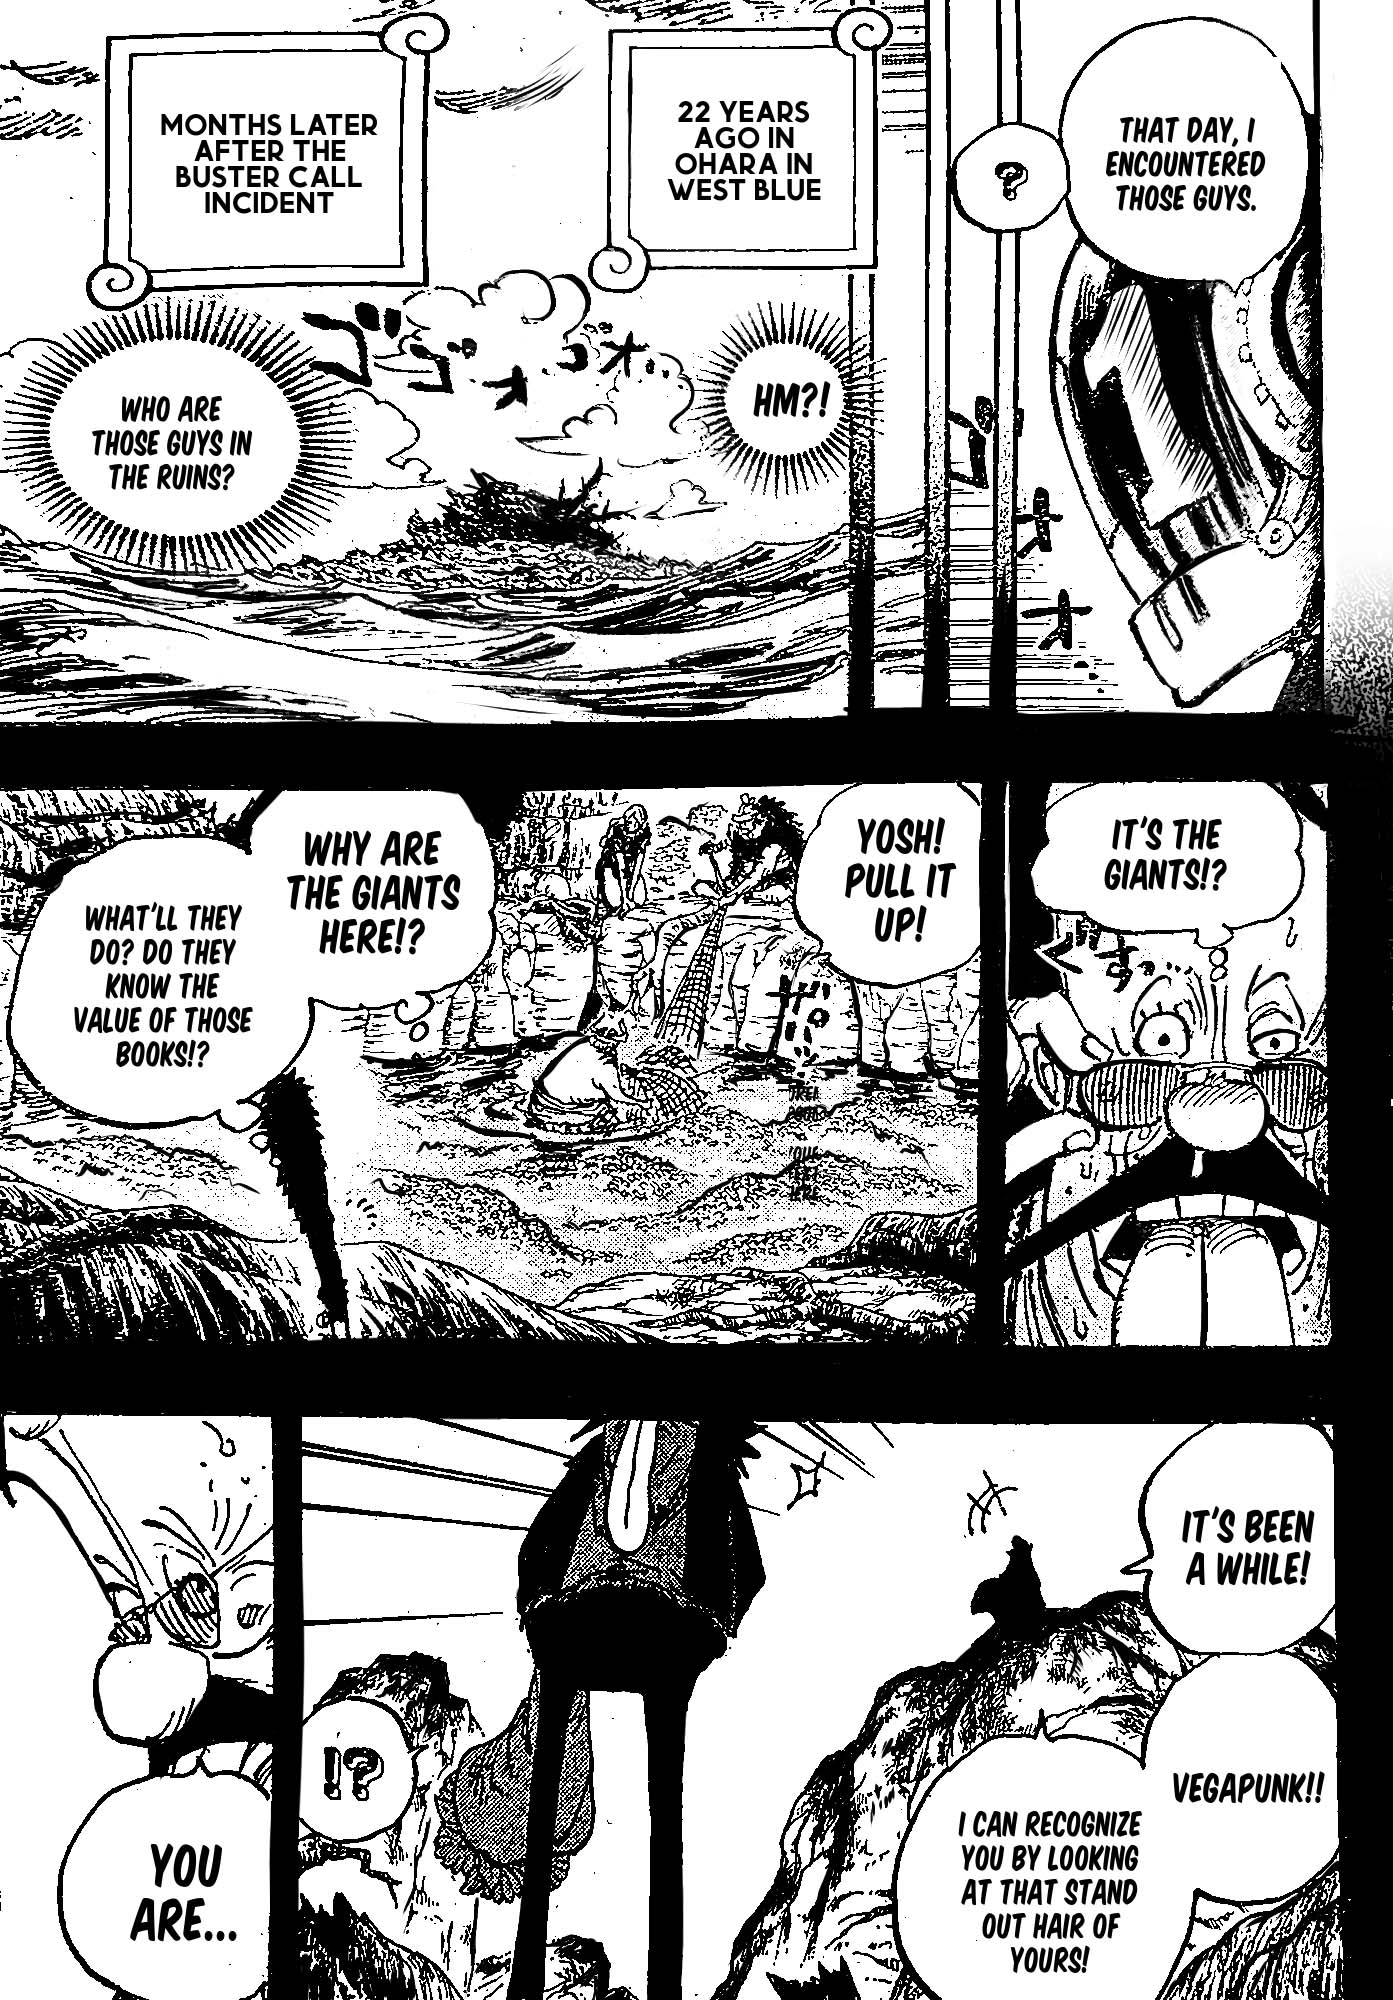 THAT DAY, I
ENCOUNTERED
THOSE GUYS.
?
22 YEARS
AGO IN
OHARA IN
WEST BLUE
MONTHS LATER
AFTER THE
BUSTER CALL
INCIDENT
HM?!
WHO ARE
THOSE GUYS IN
THE RUINS?
IT'S THE
GIANTS!?
YOSH!
PULL IT
UP!
WHY ARE
THE GIANTS
HERE!?
WHAT'LL THEY
DO? DO THEY
KNOW THE
VALUE OF THOSE
BOOKS!?
IT'S BEEN
A WHILE!
VEGAPUNK!!
I CAN RECOGNIZE
YOU BY LOOKING
AT THAT STAND
OUT HAIR OF
YOURS!
!?
YOU
ARE...